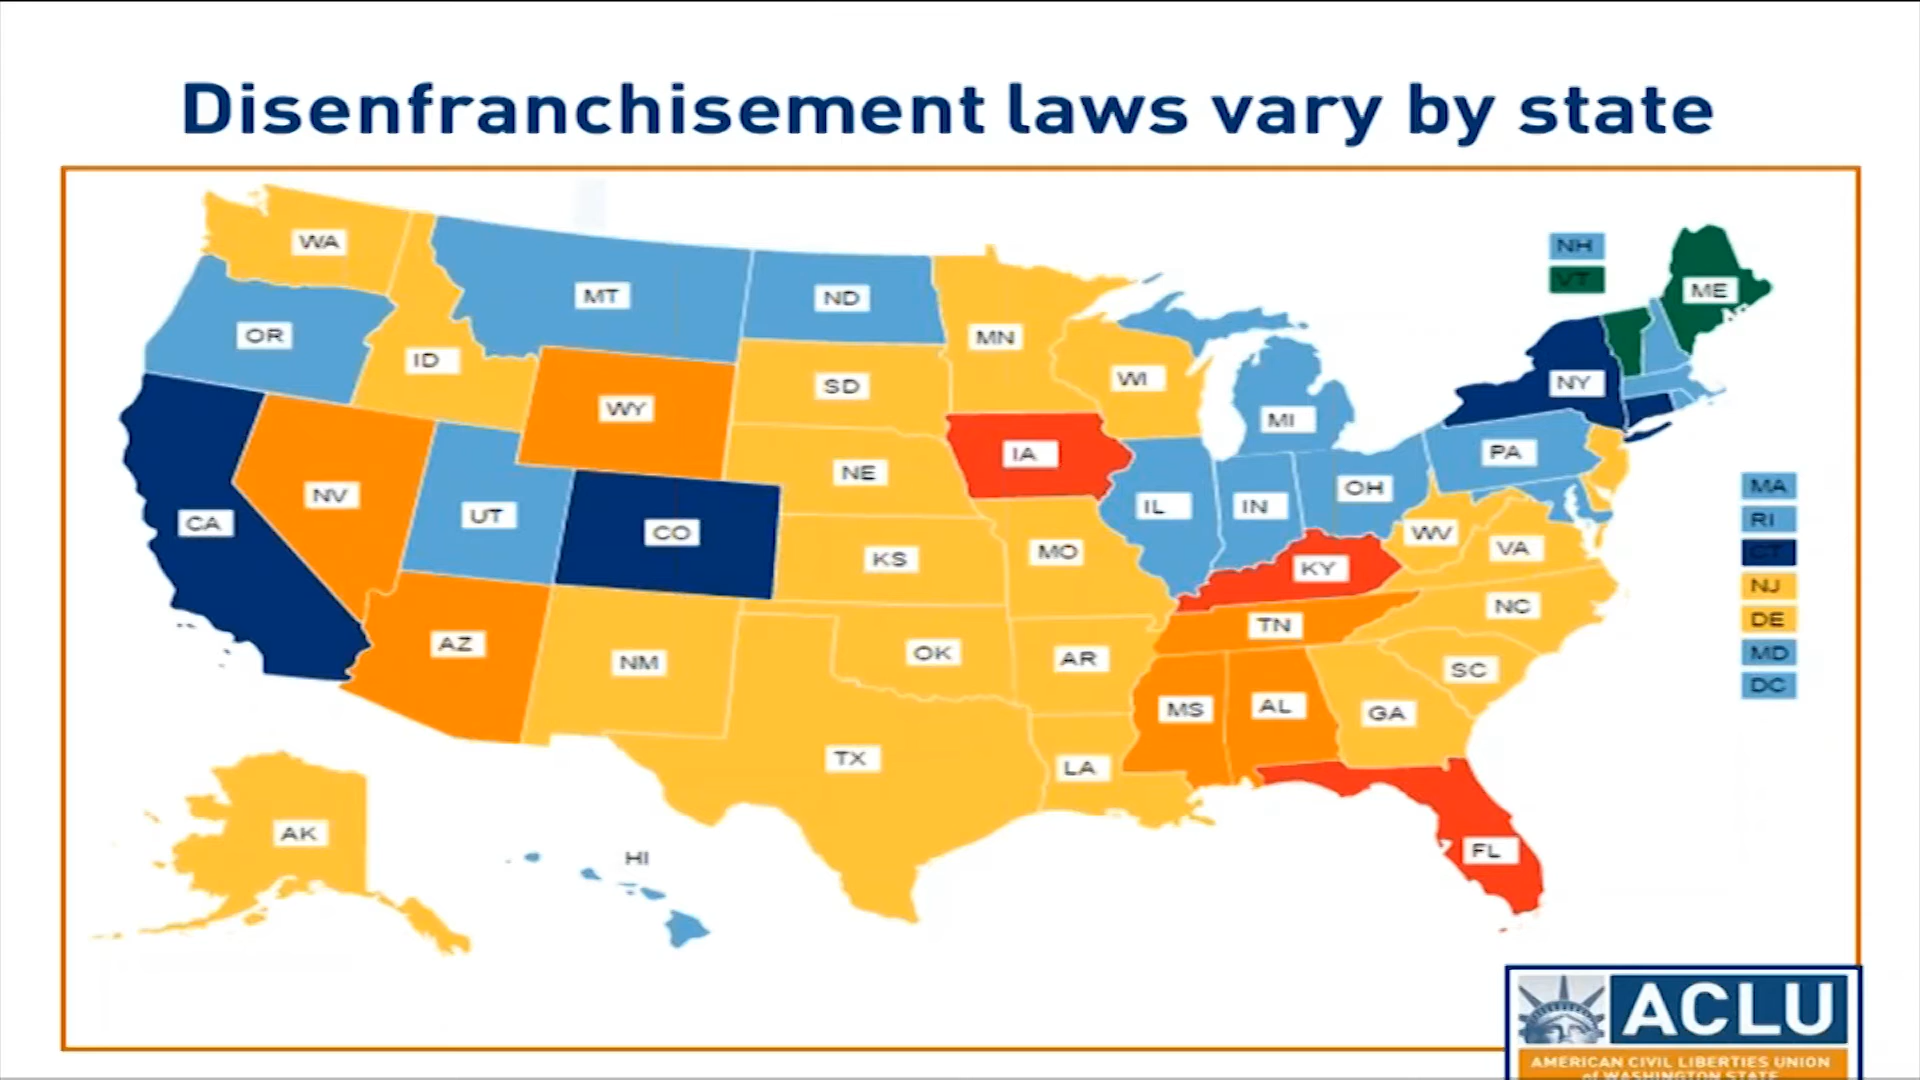 Disenfranchisement laws vary by state
WA
NH
VT
ME
MT
ND
OR
MN
ID
SD
WI
NY
WY
MI
PA
IA
NE
MA
OH
NV
IL
IN
UT
RI
CA
CO
WV
VA
CT
MO
KS
KY
NJ
NC
DE
TN
AZ
OK
MD
NM
AR
SC
DC
MS
AL
GA
TX
LA
AK
FL
HI
ACLU
AMERICAN CIVIL LIBERTIES UNION
of WASHINGTON STATE